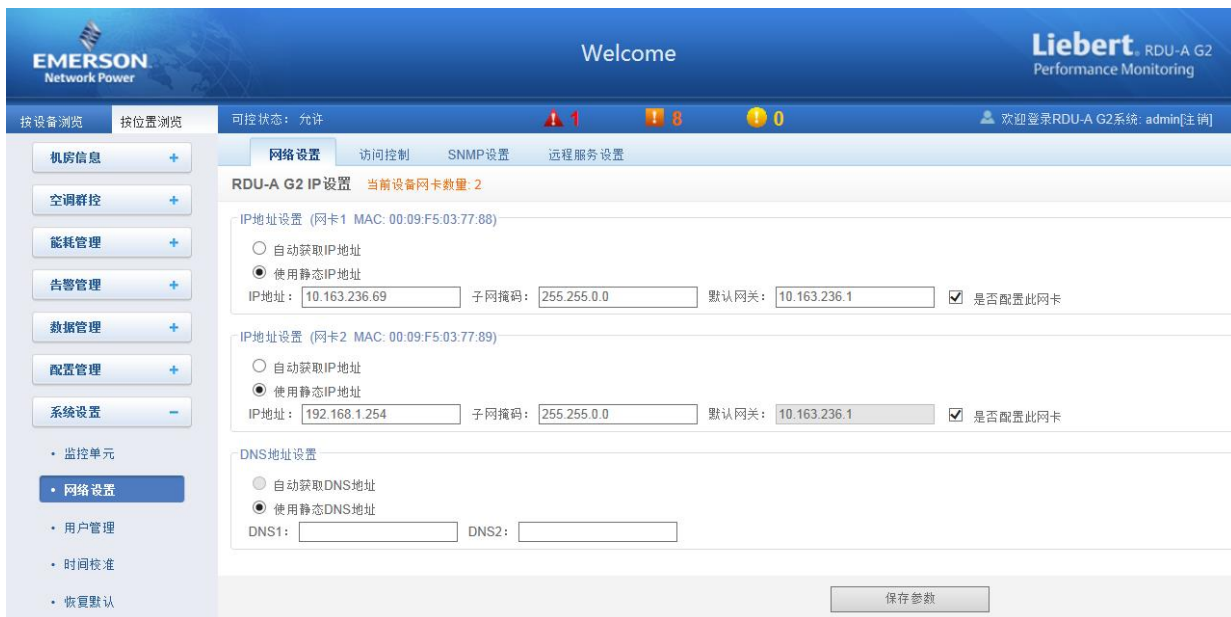 EMERSON
Network Power
Welcome
Liebert. RDU-A G2
Performance Monitoring
按设备浏览 按位置浏览 可控状态: 允许 1 8 0 欢迎登录RDU-A G2系统: admin[注销]
机房信息 +
空调群控 +
能耗管理 +
告警管理 +
数据管理 +
配置管理 +
系统设置 −
• 监控单元
• 网络设置
• 用户管理
• 时间校准
• 恢复默认
网络设置 访问控制 SNMP设置 远程服务设置
RDU-A G2 IP设置 当前设备网卡数量: 2
IP地址设置 (网卡1 MAC: 00:09:F5:03:77:88)
自动获取IP地址
使用静态IP地址
IP地址: 10.163.236.69 子网掩码: 255.255.0.0 默认网关: 10.163.236.1 是否配置此网卡
IP地址设置 (网卡2 MAC: 00:09:F5:03:77:89)
自动获取IP地址
使用静态IP地址
IP地址: 192.168.1.254 子网掩码: 255.255.0.0 默认网关: 10.163.236.1 是否配置此网卡
DNS地址设置
自动获取DNS地址
使用静态DNS地址
DNS1: DNS2:
保存参数